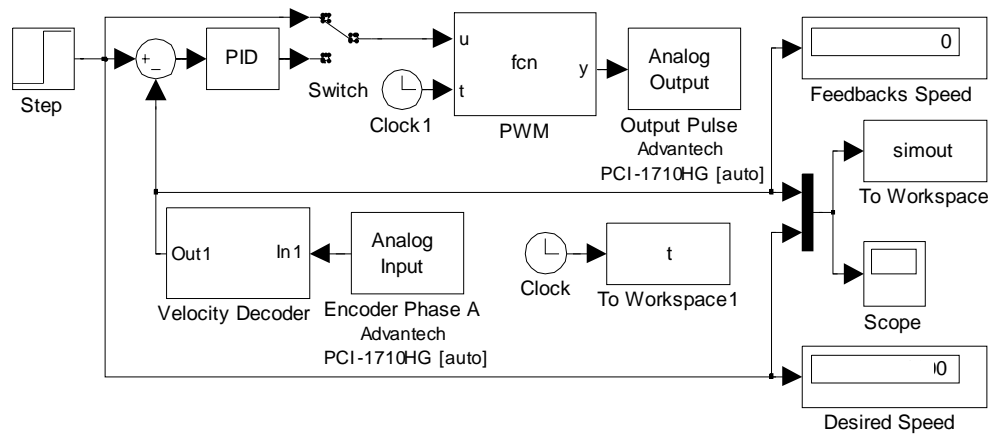 Step
+
−
PID
Switch
Clock1
u
t
fcn
y
PWM
Analog
Output
Output Pulse
Advantech
PCI-1710HG [auto]
0
Feedbacks Speed
simout
To Workspace
Out1
In1
Velocity Decoder
Analog
Input
Encoder Phase A
Advantech
PCI-1710HG [auto]
Clock
t
To Workspace1
Scope
Desired Speed